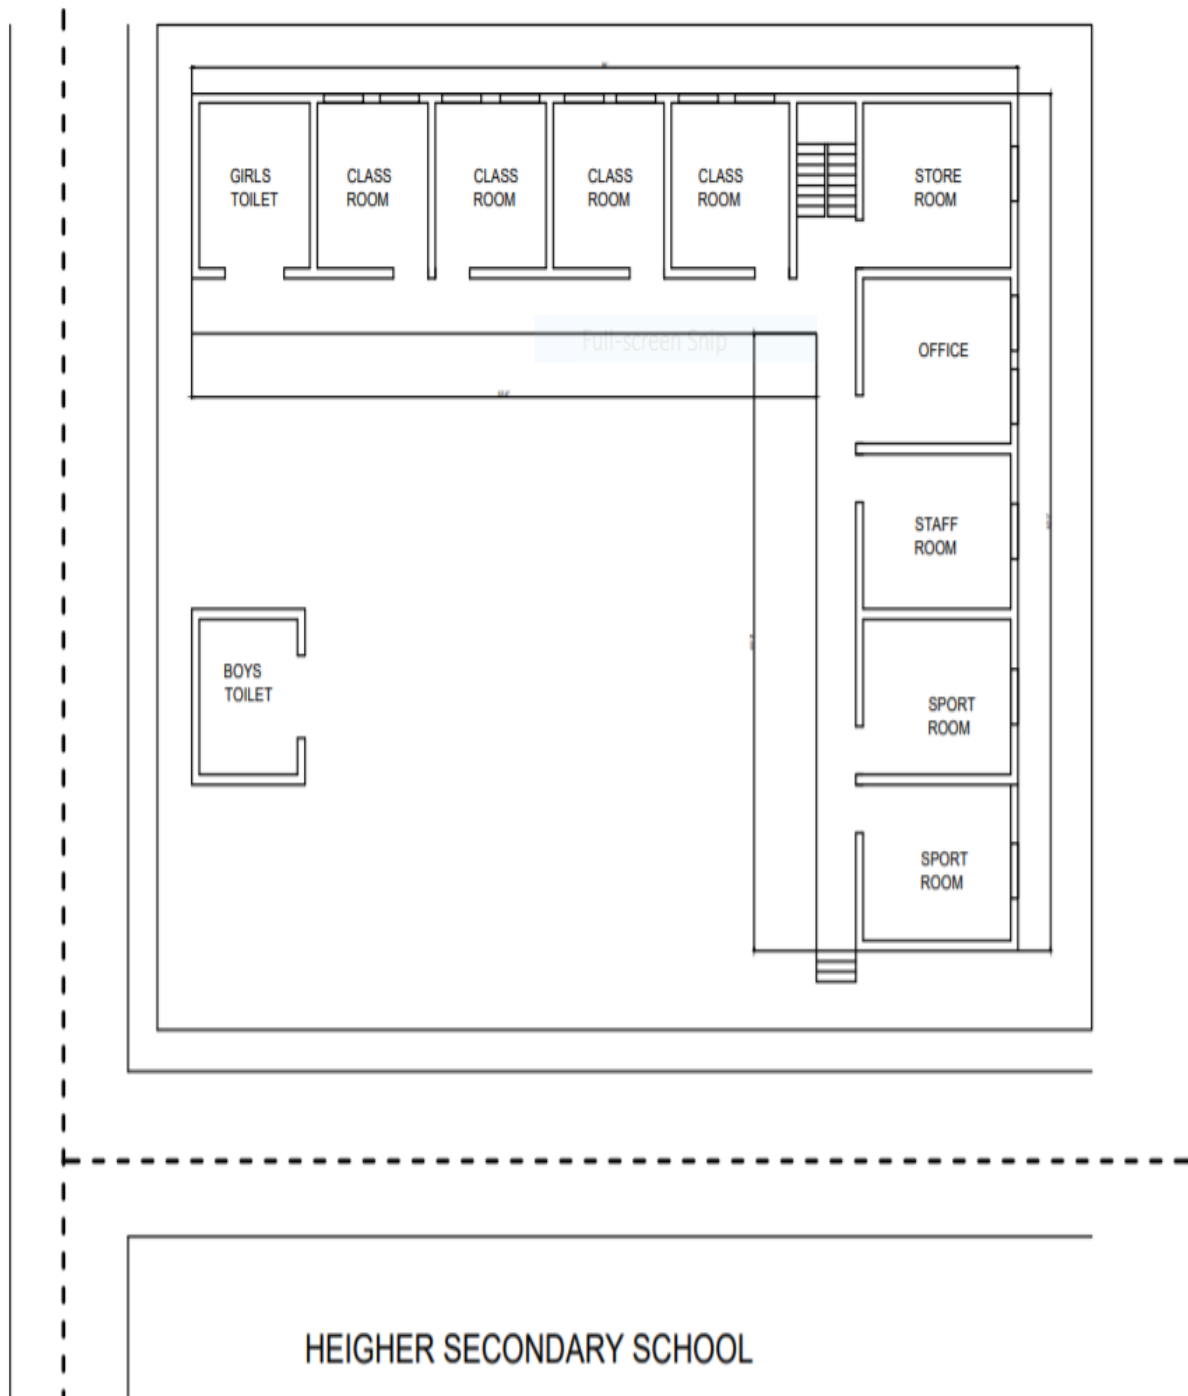 GIRLS
TOILET
CLASS
ROOM
CLASS
ROOM
CLASS
ROOM
CLASS
ROOM
STORE
ROOM
Full-screen Snip
OFFICE
STAFF
ROOM
BOYS
TOILET
SPORT
ROOM
SPORT
ROOM
HEIGHER SECONDARY SCHOOL